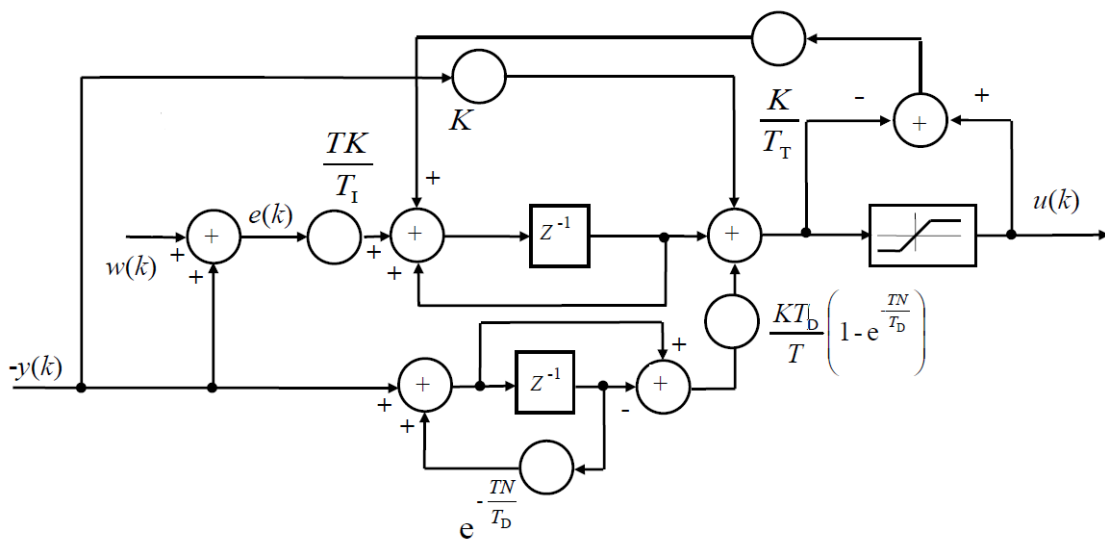 K
K/T_T
- +
+
TK/T_I
+
e(k)
u(k)
+ + Z⁻¹ +
w(k) + + + +
KT_D/T (1 - e^{TN/T_D})
-y(k)
+ + Z⁻¹ - + +
+
e^{-TN/T_D}